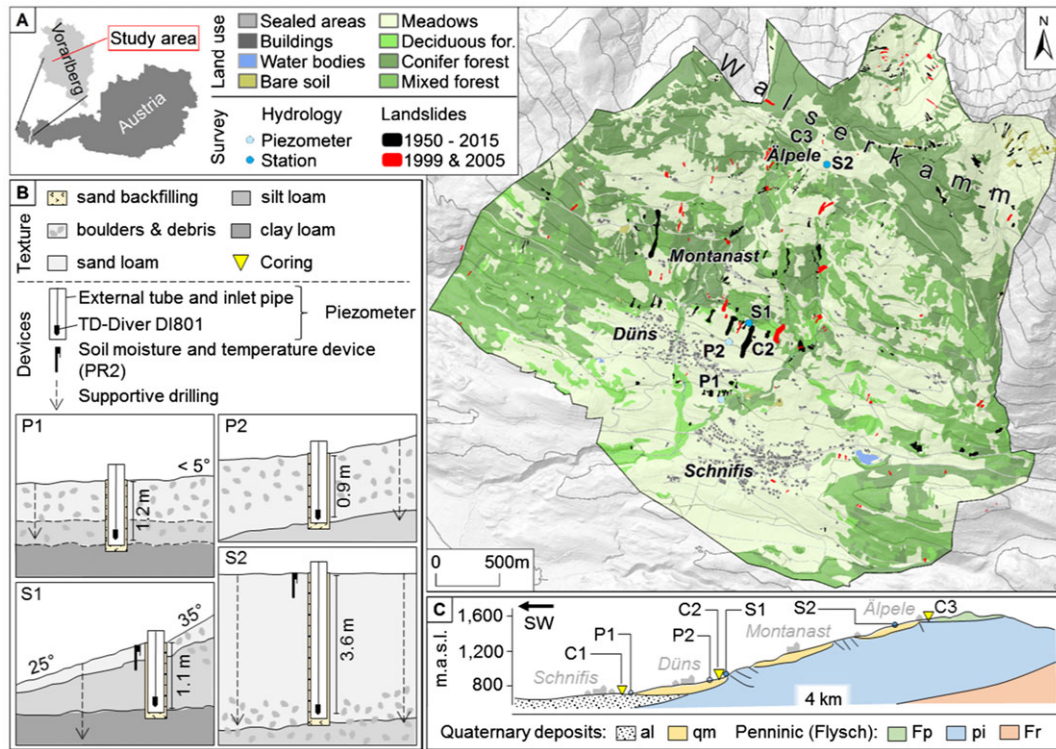 A
Vorarlberg
Study area
Austria
Land use
Sealed areas
Buildings
Water bodies
Bare soil
Meadows
Deciduous for.
Conifer forest
Mixed forest
Survey
Hydrology
Piezometer
Station
Landslides
1950 - 2015
1999 & 2005
N
Walserkamm
C3
Älpele
S2
Montanast
S1
Düns
P2
C2
P1
Schnifis
0
500m
B
Texture
sand backfilling
boulders & debris
sand loam
silt loam
clay loam
Coring
Devices
External tube and inlet pipe
TD-Diver DI801
Piezometer
Soil moisture and temperature device
(PR2)
Supportive drilling
P1
< 5°
1.2 m
P2
0.9 m
S1
25°
35°
1.1 m
S2
3.6 m
C
SW
m.a.s.l.
1,600
1,200
800
Schnifis
C1
P1
Düns
P2
C2
S1
Montanast
S2
Älpele
C3
4 km
Quaternary deposits:
al
qm
Penninic (Flysch):
Fp
pi
Fr